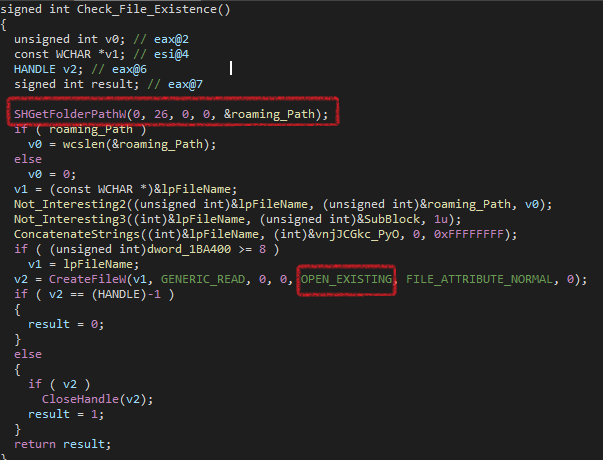 signed int Check_File_Existence()
{
unsigned int v0; // eax@2
const WCHAR *v1; // esi@4
HANDLE v2; // eax@6
signed int result; // eax@7
SHGetFolderPathW(0, 26, 0, 0, &roaming_Path);
if ( roaming_Path )
v0 = wcslen(&roaming_Path);
else
v0 = 0;
v1 = (const WCHAR *)&lpFileName;
Not_Interesting2((unsigned int)&lpFileName, (unsigned int)&roaming_Path, v0);
Not_Interesting3((int)&lpFileName, (unsigned int)&SubBlock, 1u);
ConcatenateStrings((int)&lpFileName, (int)&vnjJCGkc_PyO, 0, 0xFFFFFFFF);
if ( (unsigned int)dword_1BA400 >= 8 )
v1 = lpFileName;
v2 = CreateFileW(v1, GENERIC_READ, 0, 0, OPEN_EXISTING, FILE_ATTRIBUTE_NORMAL, 0);
if ( v2 == (HANDLE)-1 )
{
result = 0;
}
else
{
if ( v2 )
CloseHandle(v2);
result = 1;
}
return result;
}